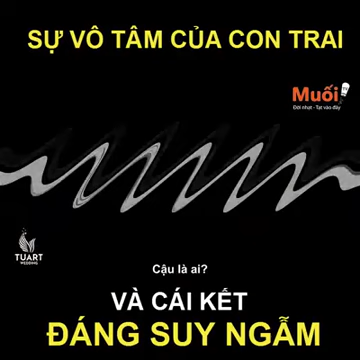 SỰ VÔ TÂM CỦA CON TRAI
Muối
Đời nhạt - Tạt vào đây
TUART
WEDDING
Cậu là ai?
VÀ CÁI KẾT
ĐÁNG SUY NGẪM